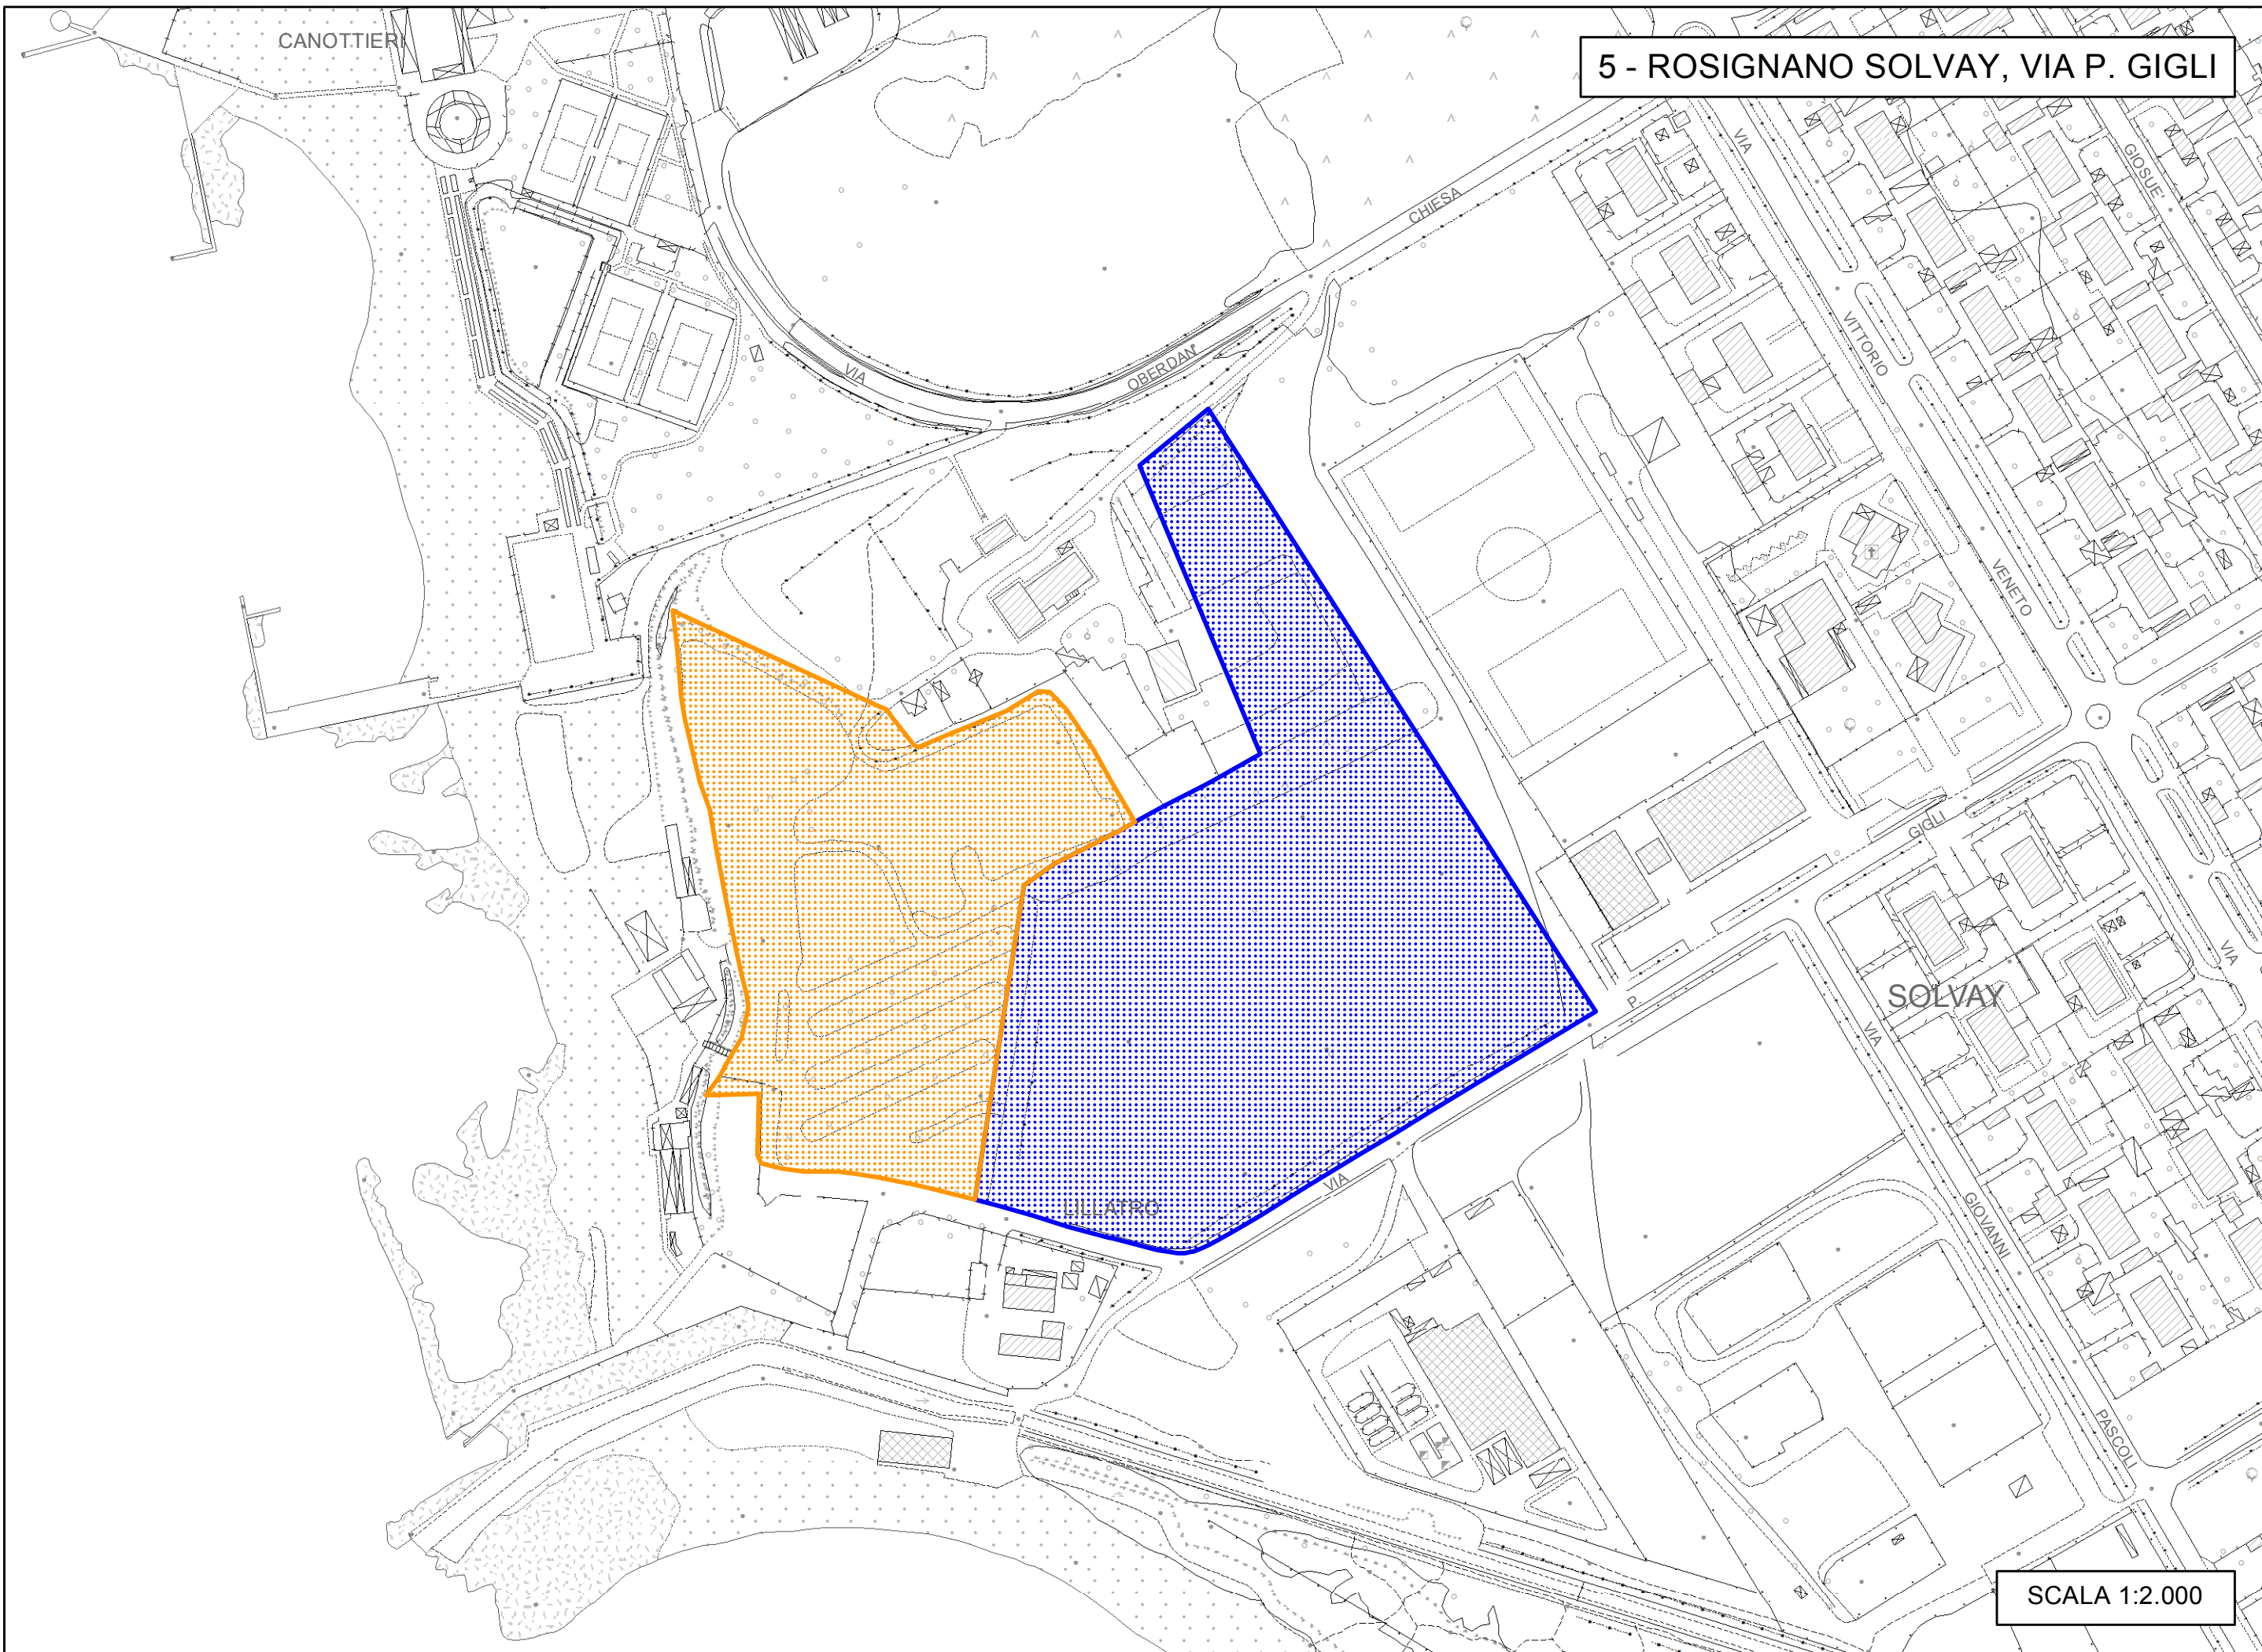 CANOTTIERI
5 - ROSIGNANO SOLVAY, VIA P. GIGLI
VIA
GIOSUE'
CHIESA
VITTORIO
VIA
OBERDAN
VENETO
GIGLI
VIA
P.
SOLVAY
VIA
VIA
LILLATRO
GIOVANNI
PASCOLI
SCALA 1:2.000